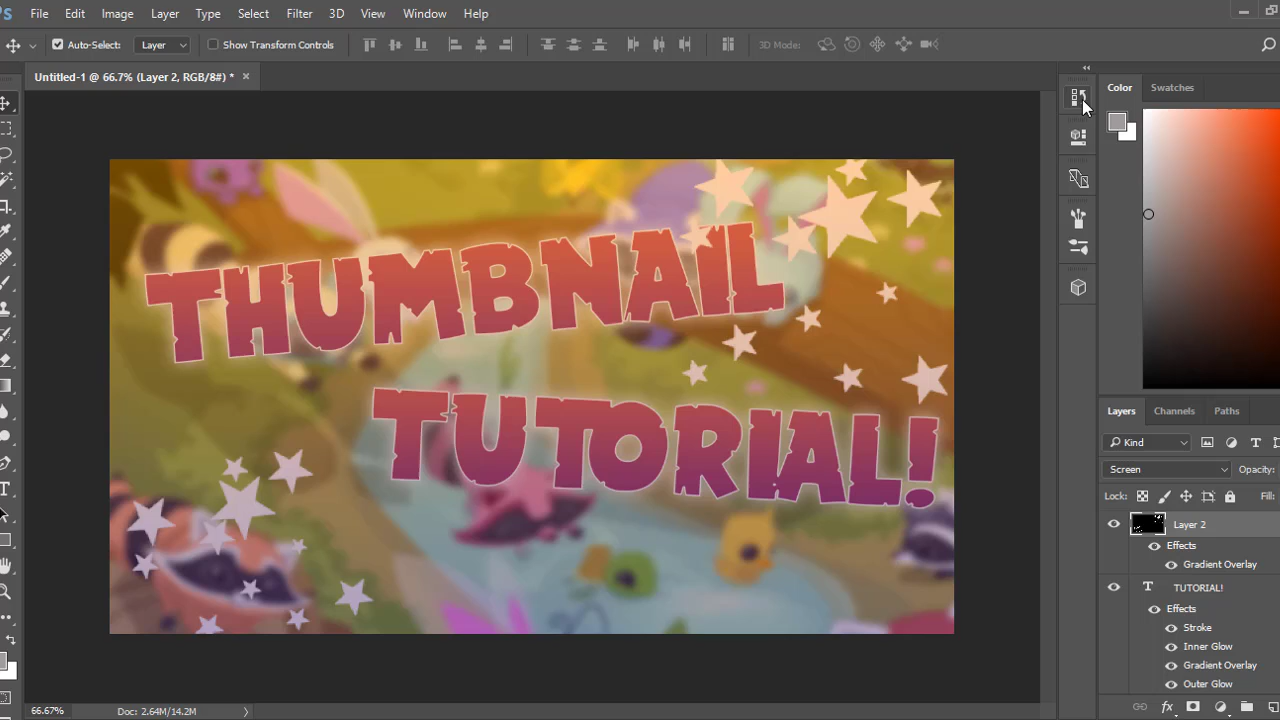 File Edit Image Layer Type Select Filter 3D View Window Help
Auto-Select: Layer Show Transform Controls 3D Mode:
Untitled-1 @ 66.7% (Layer 2, RGB/8#) * ×
Color Swatches
THUMBNAIL
TUTORIAL!
Layers Channels Paths
Kind
Screen Opacity:
Lock: Fill:
Layer 2
Effects
Gradient Overlay
T TUTORIAL!
Effects
Stroke
Inner Glow
Gradient Overlay
Outer Glow
66.67% Doc: 2.64M/14.2M
fx